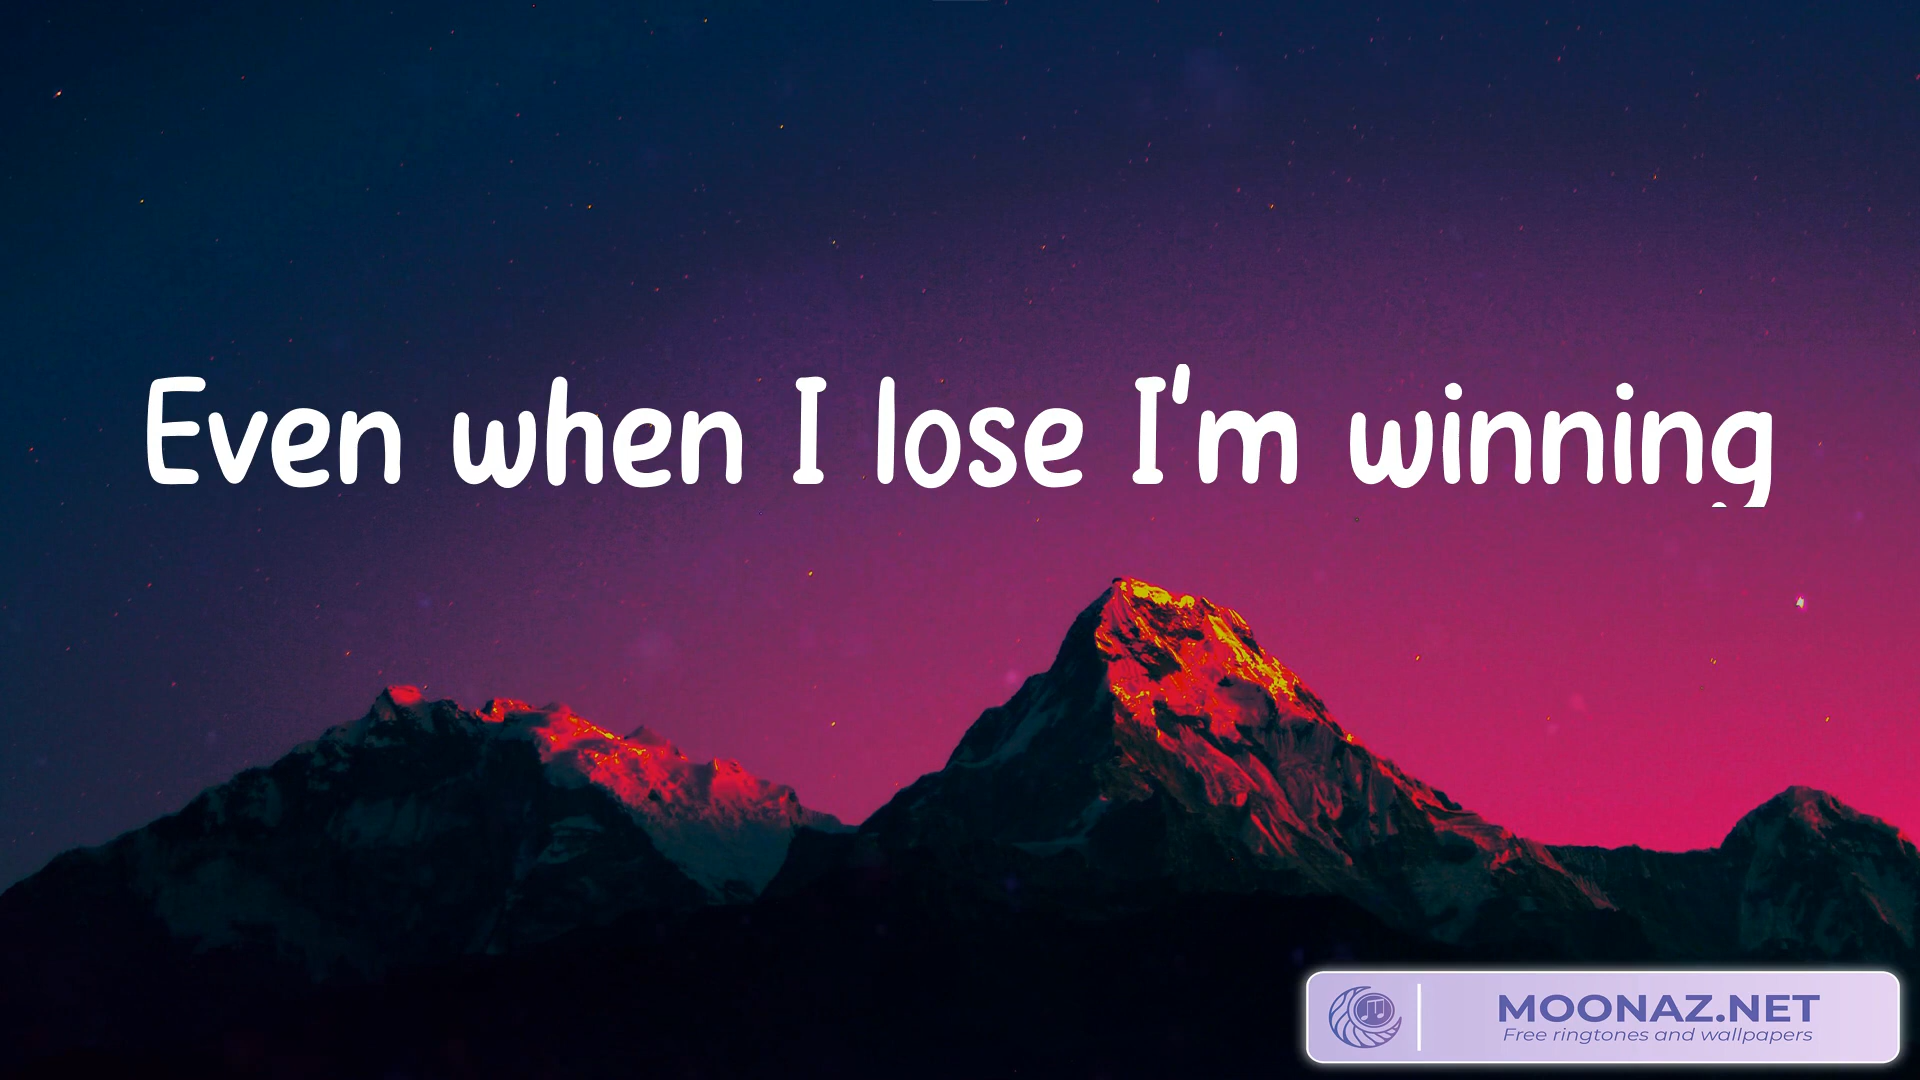 Even when I lose I'm winning
MOONAZ.NET
Free ringtones and wallpapers